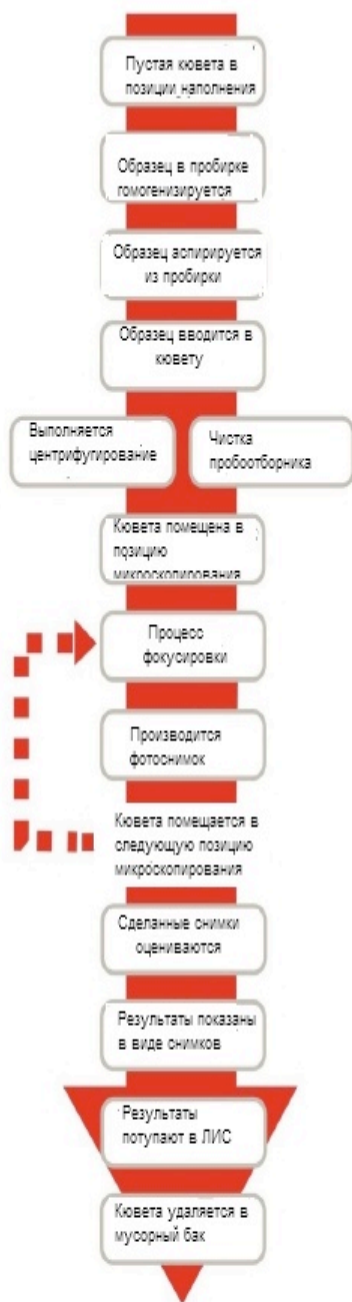 Пустая кювета в
позиции наполнения
Образец в пробирке
гомогенизируется
Образец аспирируется
из пробирки
Образец вводится в
кювету
Выполняется
центрифугирование
Чистка
пробоотборника
Кювета помещена в
позицию
микроскопирования
Процесс
фокусировки
Производится
фотоснимок
Кювета помещается в
следующую позицию
микроскопирования
Сделанные снимки
оцениваются
Результаты показаны
в виде снимков
Результаты
потупают в ЛИС
Кювета удаляется в
мусорный бак